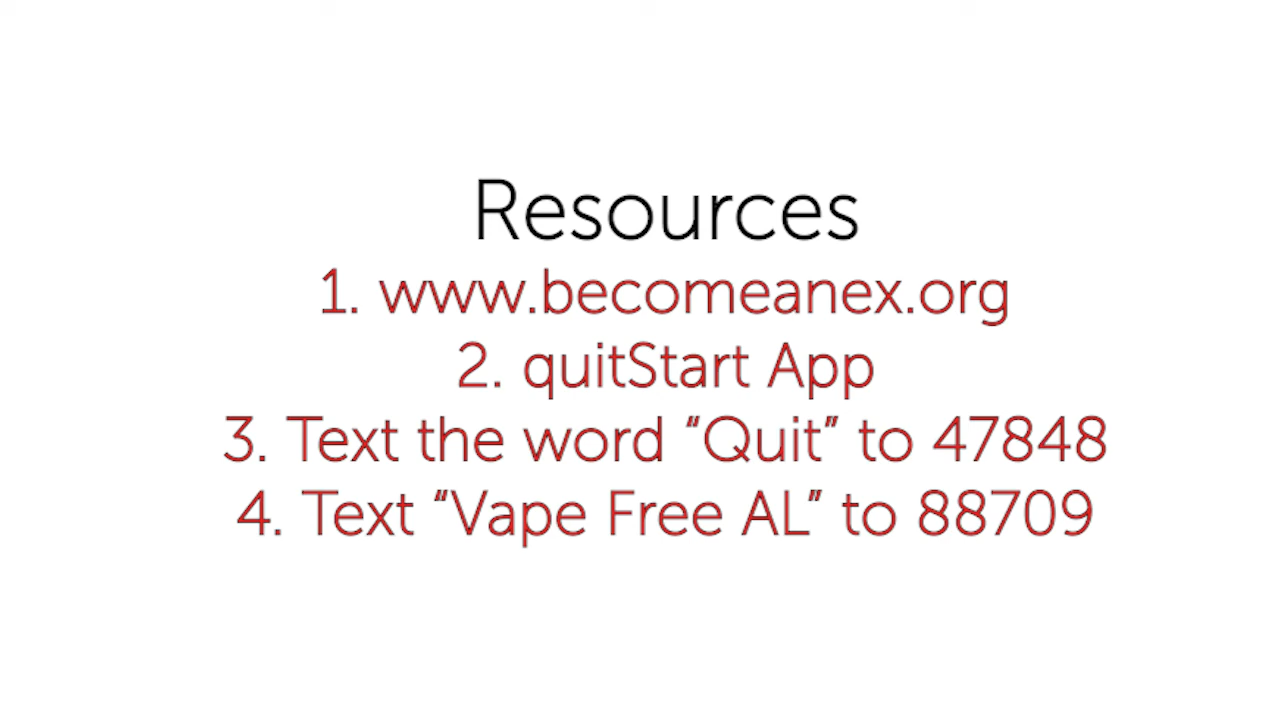 Resources
1. www.becomeanex.org
2. quitStart App
3. Text the word “Quit” to 47848
4. Text “Vape Free AL” to 88709